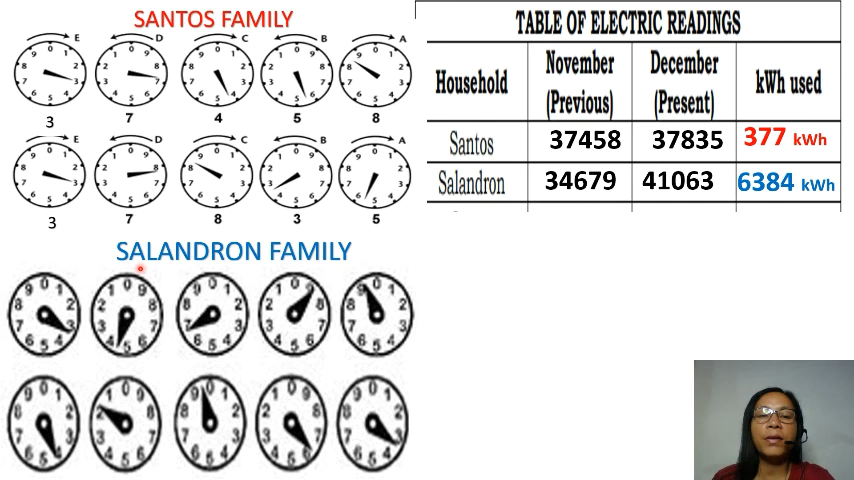 SANTOS FAMILY
E D C B A
3 7 4 5 8
E D C B A
3 7 8 3 5
SALANDRON FAMILY
TABLE OF ELECTRIC READINGS
Household November (Previous) December (Present) kWh used
Santos 37458 37835 377 kWh
Salandron 34679 41063 6384 kWh